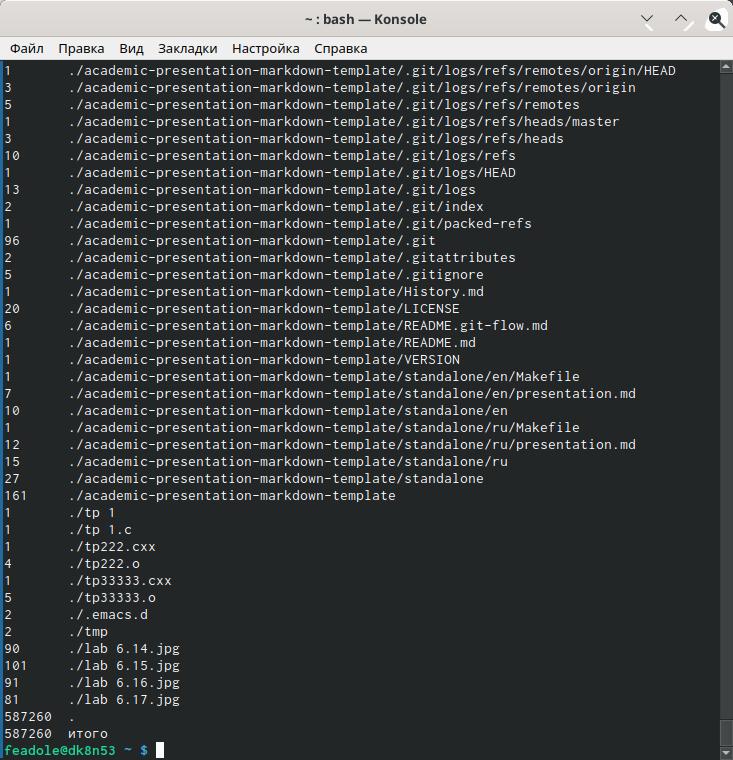 ~ : bash — Konsole
Файл Правка Вид Закладки Настройка Справка
1 ./academic-presentation-markdown-template/.git/logs/refs/remotes/origin/HEAD
3 ./academic-presentation-markdown-template/.git/logs/refs/remotes/origin
5 ./academic-presentation-markdown-template/.git/logs/refs/remotes
1 ./academic-presentation-markdown-template/.git/logs/refs/heads/master
3 ./academic-presentation-markdown-template/.git/logs/refs/heads
10 ./academic-presentation-markdown-template/.git/logs/refs
1 ./academic-presentation-markdown-template/.git/logs/HEAD
13 ./academic-presentation-markdown-template/.git/logs
2 ./academic-presentation-markdown-template/.git/index
1 ./academic-presentation-markdown-template/.git/packed-refs
96 ./academic-presentation-markdown-template/.git
2 ./academic-presentation-markdown-template/.gitattributes
5 ./academic-presentation-markdown-template/.gitignore
1 ./academic-presentation-markdown-template/History.md
20 ./academic-presentation-markdown-template/LICENSE
6 ./academic-presentation-markdown-template/README.git-flow.md
1 ./academic-presentation-markdown-template/README.md
1 ./academic-presentation-markdown-template/VERSION
1 ./academic-presentation-markdown-template/standalone/en/Makefile
7 ./academic-presentation-markdown-template/standalone/en/presentation.md
10 ./academic-presentation-markdown-template/standalone/en
1 ./academic-presentation-markdown-template/standalone/ru/Makefile
12 ./academic-presentation-markdown-template/standalone/ru/presentation.md
15 ./academic-presentation-markdown-template/standalone/ru
27 ./academic-presentation-markdown-template/standalone
161 ./academic-presentation-markdown-template
1 ./tp 1
1 ./tp 1.c
1 ./tp222.cxx
4 ./tp222.o
1 ./tp33333.cxx
5 ./tp33333.o
2 ./.emacs.d
2 ./tmp
90 ./lab 6.14.jpg
101 ./lab 6.15.jpg
91 ./lab 6.16.jpg
81 ./lab 6.17.jpg
587260 .
587260 итого
feadole@dk8n53 ~ $